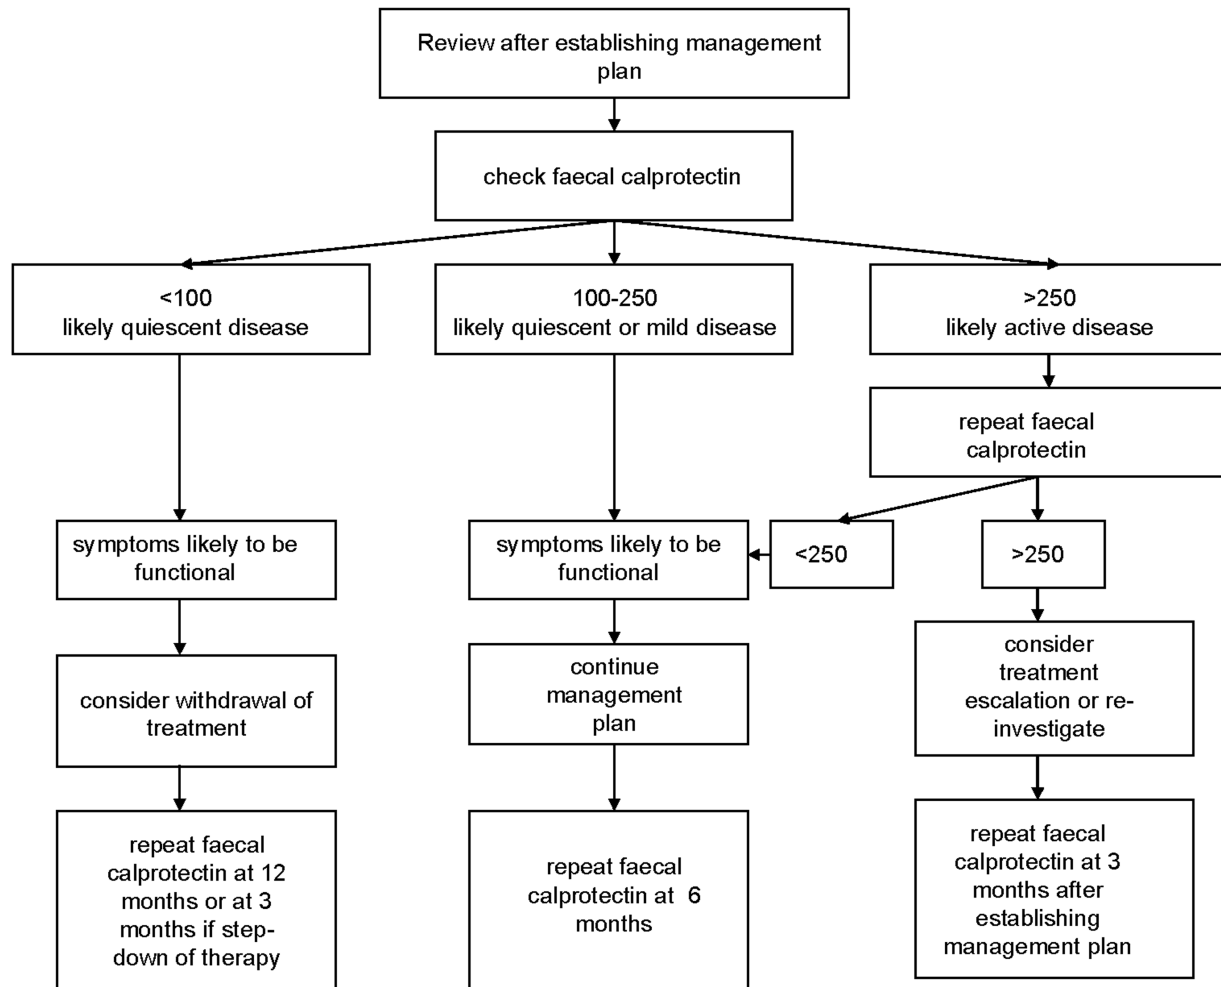 Review after establishing management
plan
check faecal calprotectin
<100
likely quiescent disease
100-250
likely quiescent or mild disease
>250
likely active disease
repeat faecal
calprotectin
symptoms likely to be
functional
symptoms likely to be
functional
<250
>250
consider withdrawal of
treatment
continue
management
plan
consider
treatment
escalation or re-
investigate
repeat faecal
calprotectin at 12
months or at 3
months if step-
down of therapy
repeat faecal
calprotectin at  6
months
repeat faecal
calprotectin at 3
months after
establishing
management plan